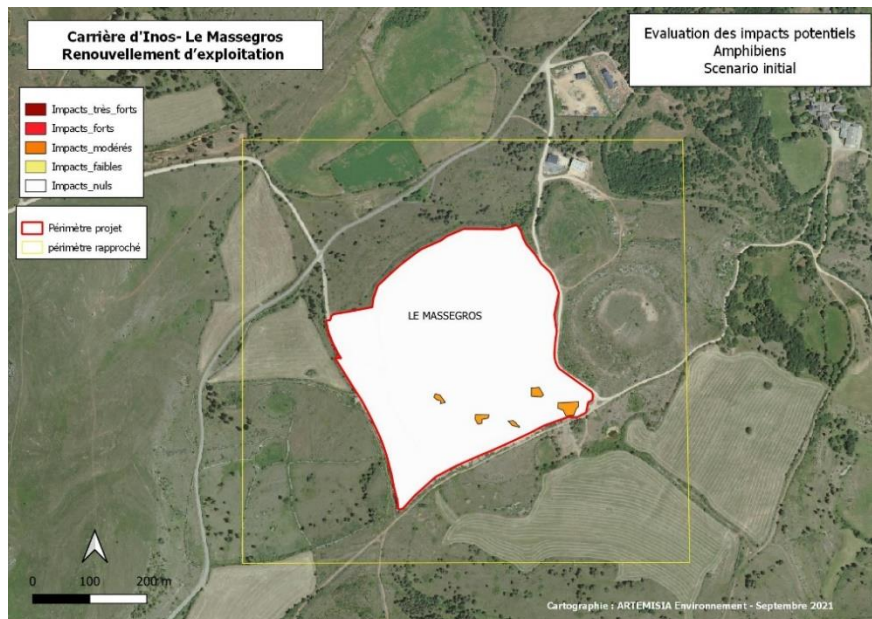 Carrière d'Inos- Le Massegros
Renouvellement d'exploitation
Evaluation des impacts potentiels
Amphibiens
Scenario initial
Impacts_très_forts
Impacts_forts
Impacts_modérés
Impacts_faibles
Impacts_nuls
Périmètre projet
périmètre rapproché
LE MASSEGROS
0 100 200 m
Cartographie : ARTEMISIA Environnement - Septembre 2021